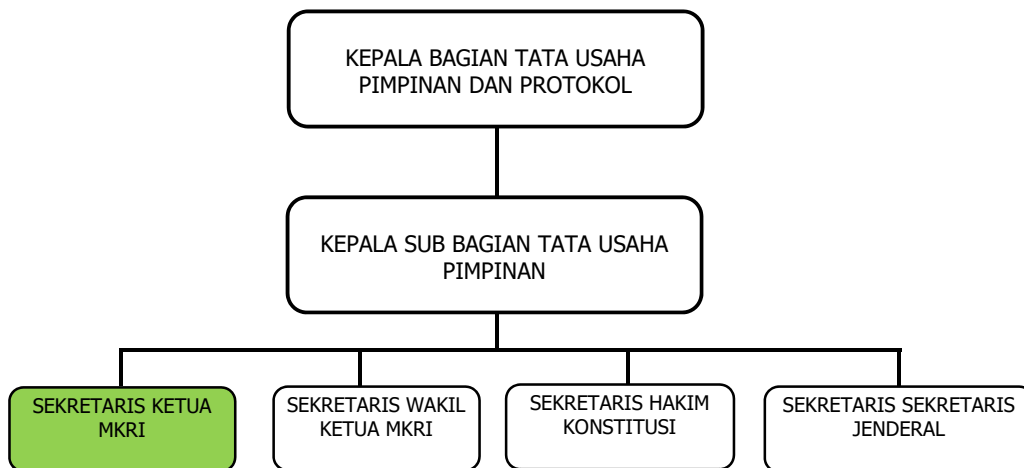 KEPALA BAGIAN TATA USAHA
PIMPINAN DAN PROTOKOL
KEPALA SUB BAGIAN TATA USAHA
PIMPINAN
SEKRETARIS KETUA
MKRI
SEKRETARIS WAKIL
KETUA MKRI
SEKRETARIS HAKIM
KONSTITUSI
SEKRETARIS SEKRETARIS
JENDERAL